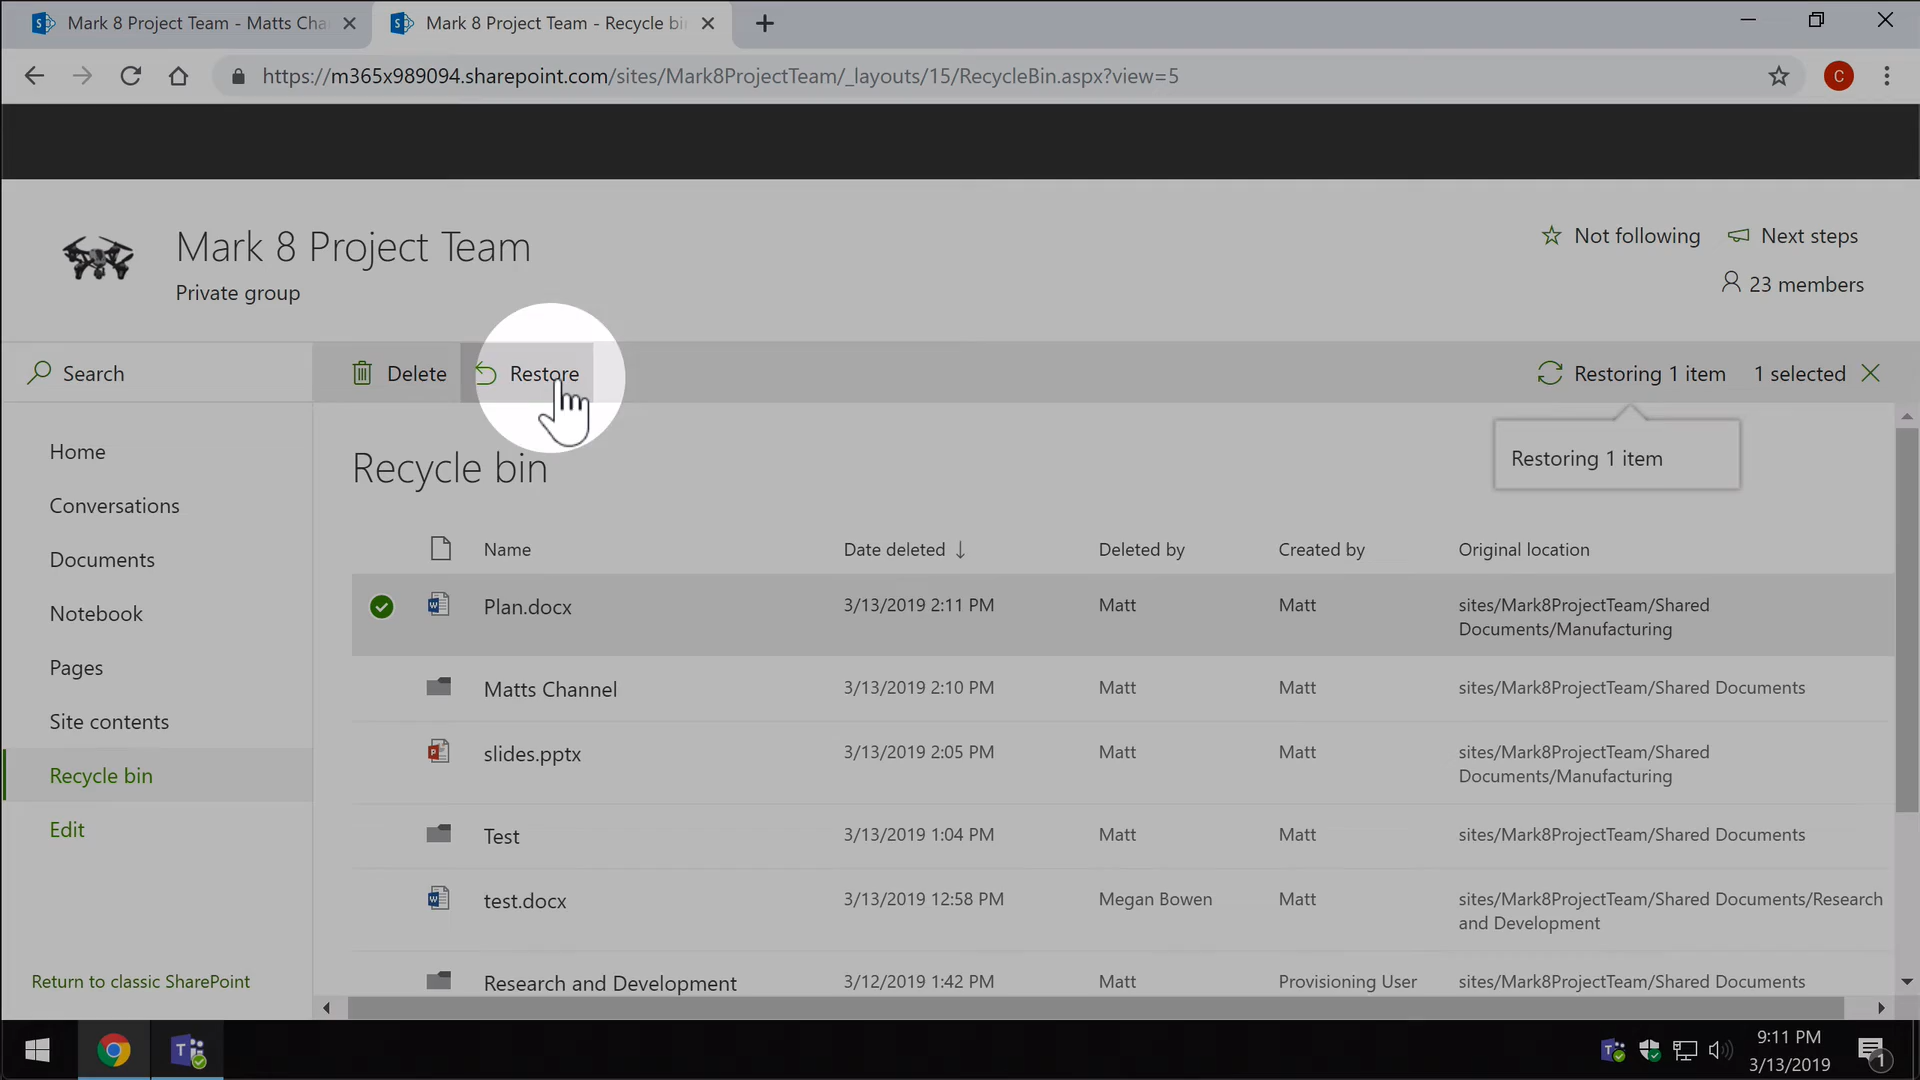 Mark 8 Project Team - Matts Cha
Mark 8 Project Team - Recycle bi
https://m365x989094.sharepoint.com/sites/Mark8ProjectTeam/_layouts/15/RecycleBin.aspx?view=5
C
Mark 8 Project Team
Private group
Not following
Next steps
23 members
Search
Delete
Restore
Restoring 1 item
1 selected
Restoring 1 item
Home
Conversations
Documents
Notebook
Pages
Site contents
Recycle bin
Edit
Return to classic SharePoint
Recycle bin
Name Date deleted Deleted by Created by Original location
Plan.docx 3/13/2019 2:11 PM Matt Matt sites/Mark8ProjectTeam/Shared
Documents/Manufacturing
Matts Channel 3/13/2019 2:10 PM Matt Matt sites/Mark8ProjectTeam/Shared Documents
slides.pptx 3/13/2019 2:05 PM Matt Matt sites/Mark8ProjectTeam/Shared
Documents/Manufacturing
Test 3/13/2019 1:04 PM Matt Matt sites/Mark8ProjectTeam/Shared Documents
test.docx 3/13/2019 12:58 PM Megan Bowen Matt sites/Mark8ProjectTeam/Shared Documents/Research
and Development
Research and Development 3/12/2019 1:42 PM Matt Provisioning User sites/Mark8ProjectTeam/Shared Documents
9:11 PM
3/13/2019
1